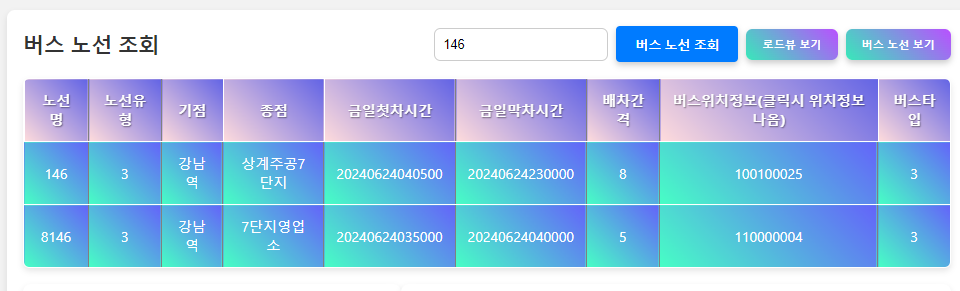 버스 노선 조회 146 버스 노선 조회 로드뷰 보기 버스 노선 보기
노선명 노선유형 기점 종점 금일첫차시간 금일막차시간 배차간격 버스위치정보(클릭시 위치정보 나옴) 버스타입
146 3 강남역 상계주공7단지 20240624040500 20240624230000 8 100100025 3
8146 3 강남역 7단지영업소 20240624035000 20240624040000 5 110000004 3